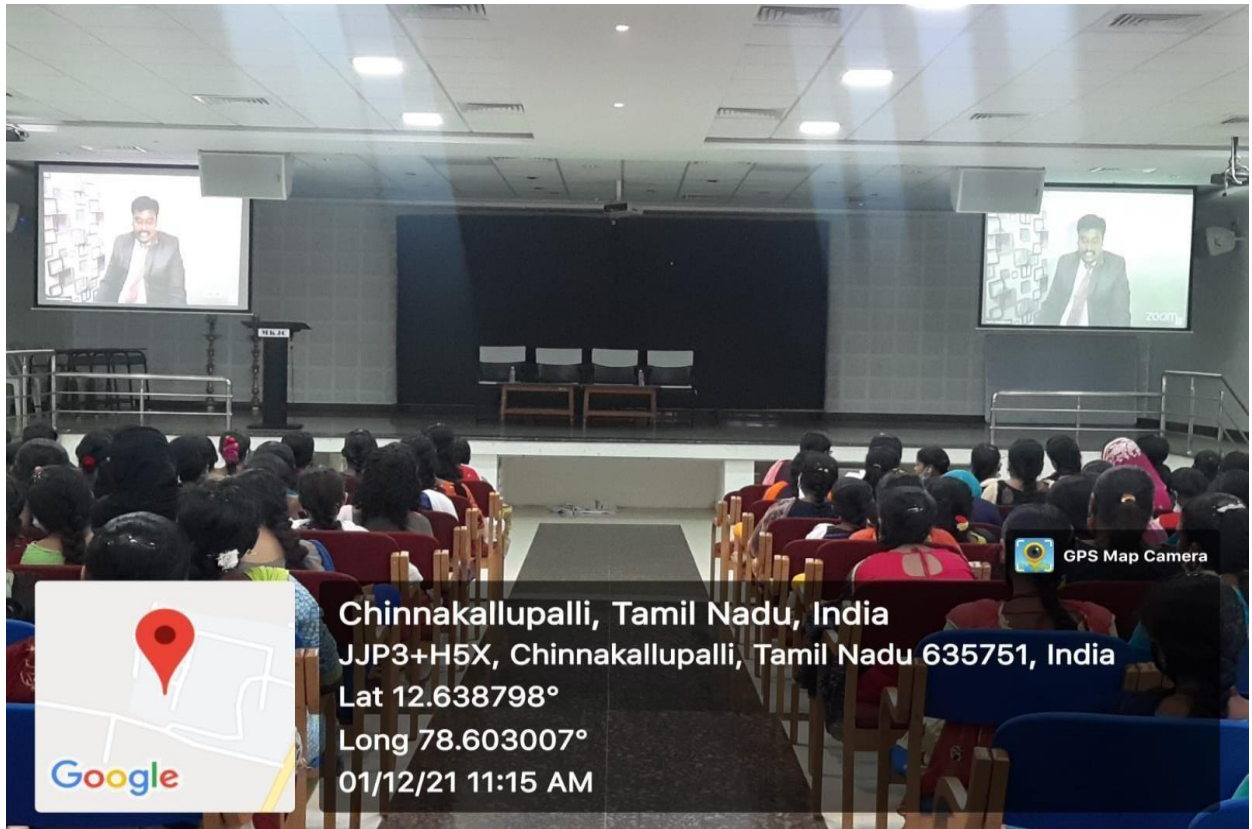 MKJC
zoom
GPS Map Camera
Chinnakallupalli, Tamil Nadu, India
JJP3+H5X, Chinnakallupalli, Tamil Nadu 635751, India
Lat 12.638798°
Long 78.603007°
01/12/21 11:15 AM
Google